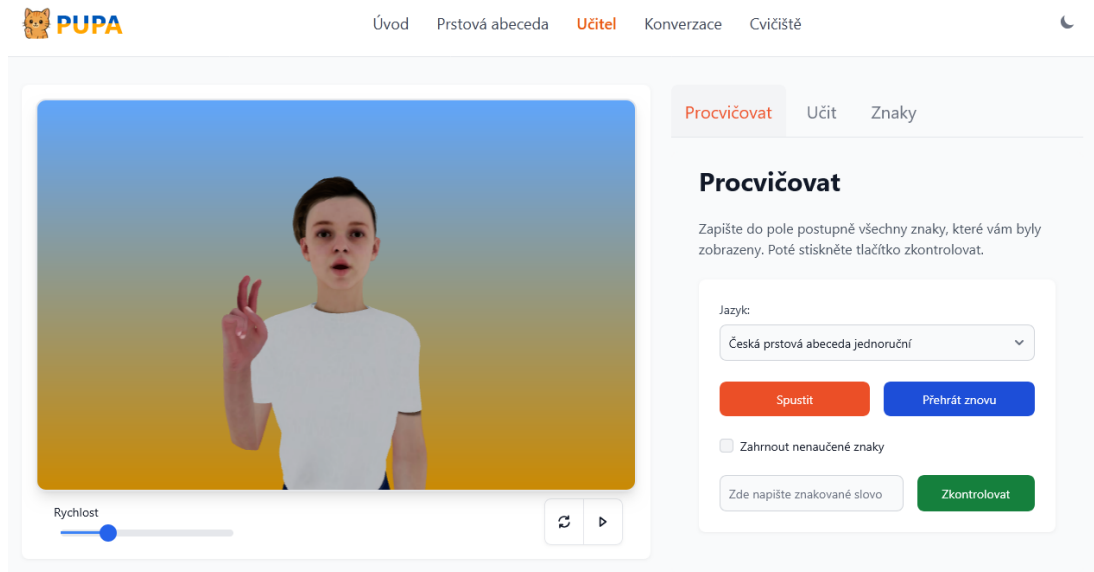 PUPA
Úvod Prstová abeceda Učitel Konverzace Cvičiště
Procvičovat Učit Znaky
Procvičovat
Zapište do pole postupně všechny znaky, které vám byly
zobrazeny. Poté stiskněte tlačítko zkontrolovat.
Jazyk:
Česká prstová abeceda jednoruční
Spustit Přehrát znovu
Zahrnout nenaučené znaky
Zde napište znakované slovo Zkontrolovat
Rychlost